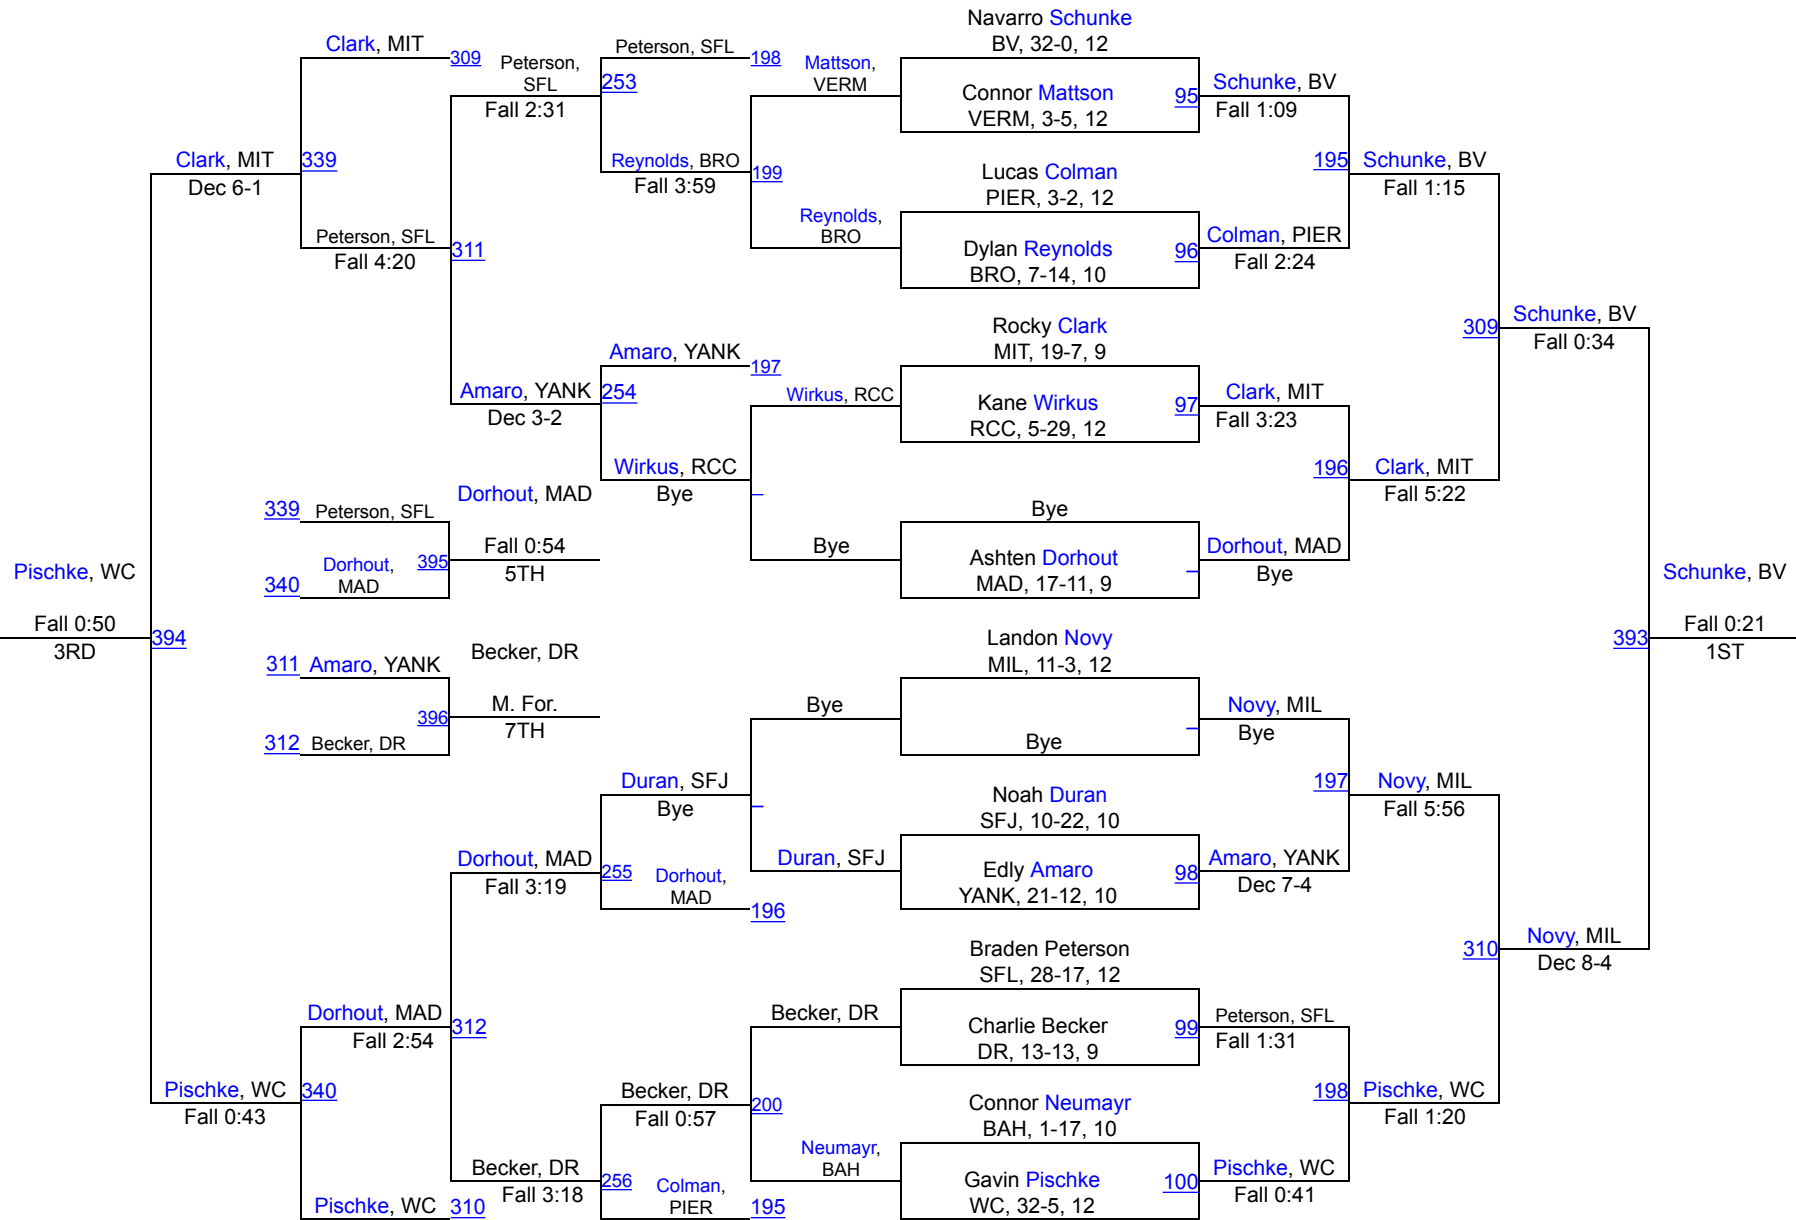 Navarro Schunke
BV, 32-0, 12
Connor Mattson
VERM, 3-5, 12
95
Lucas Colman
PIER, 3-2, 12
Dylan Reynolds
BRO, 7-14, 10
96
Rocky Clark
MIT, 19-7, 9
Kane Wirkus
RCC, 5-29, 12
97
Bye
Ashten Dorhout
MAD, 17-11, 9
–
Landon Novy
MIL, 11-3, 12
Bye
–
Noah Duran
SFJ, 10-22, 10
Edly Amaro
YANK, 21-12, 10
98
Braden Peterson
SFL, 28-17, 12
Charlie Becker
DR, 13-13, 9
99
Connor Neumayr
BAH, 1-17, 10
Gavin Pischke
WC, 32-5, 12
100
Schunke, BV
Fall 1:09
195
Colman, PIER
Fall 2:24
Clark, MIT
Fall 3:23
196
Dorhout, MAD
Bye
Novy, MIL
Bye
197
Amaro, YANK
Dec 7-4
Peterson, SFL
Fall 1:31
198
Pischke, WC
Fall 0:41
Schunke, BV
Fall 1:15
309
Clark, MIT
Fall 5:22
Novy, MIL
Fall 5:56
310
Pischke, WC
Fall 1:20
Schunke, BV
Fall 0:34
393
Novy, MIL
Dec 8-4
Schunke, BV
Fall 0:21
1ST
Mattson,
VERM
199
Reynolds,
BRO
Wirkus, RCC
–
Bye
Bye
–
Duran, SFJ
Becker, DR
200
Neumayr,
BAH
Peterson, SFL
198
253
Reynolds, BRO
Fall 3:59
Amaro, YANK
197
254
Wirkus, RCC
Bye
Duran, SFJ
Bye
255
Dorhout,
MAD
196
Becker, DR
Fall 0:57
256
Colman,
PIER
195
Peterson,
SFL
Fall 2:31
311
Amaro, YANK
Dec 3-2
Dorhout, MAD
Fall 3:19
312
Becker, DR
Fall 3:18
Clark, MIT
309
339
Peterson, SFL
Fall 4:20
Dorhout, MAD
Fall 2:54
340
Pischke, WC
310
Clark, MIT
Dec 6-1
394
Pischke, WC
Fall 0:43
Pischke, WC
Fall 0:50
3RD
339
Peterson, SFL
340
Dorhout,
MAD
395
Dorhout, MAD
Fall 0:54
5TH
311
Amaro, YANK
312
Becker, DR
396
Becker, DR
M. For.
7TH